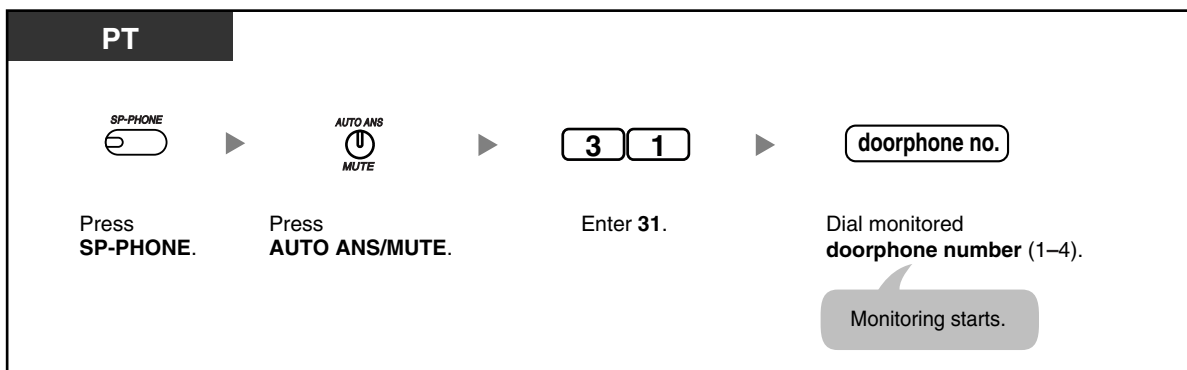 PT
SP-PHONE
AUTO ANS
MUTE
3 1
doorphone no.
Press
SP-PHONE.
Press
AUTO ANS/MUTE.
Enter 31.
Dial monitored
doorphone number (1–4).
Monitoring starts.